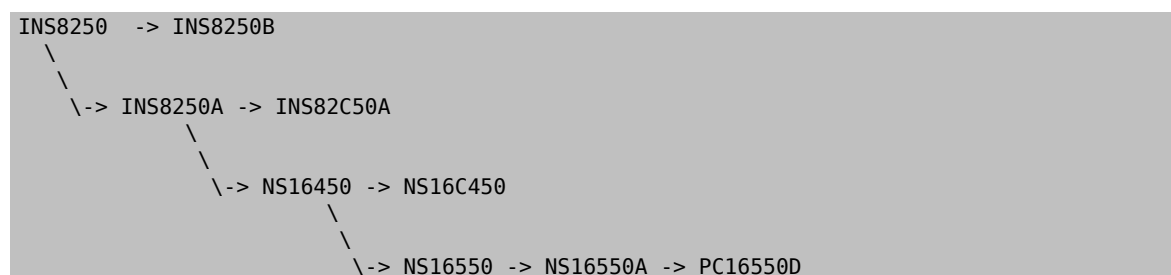 INS8250  -> INS8250B
  \
   \
    \-> INS8250A -> INS82C50A
             \
              \
               \-> NS16450 -> NS16C450
                        \
                         \
                          \-> NS16550 -> NS16550A -> PC16550D